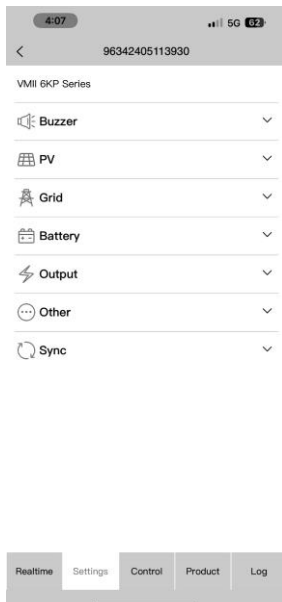 4:07 5G 62
96342405113930
VMII 6KP Series
Buzzer
PV
Grid
Battery
Output
Other
Sync
Realtime Settings Control Product Log